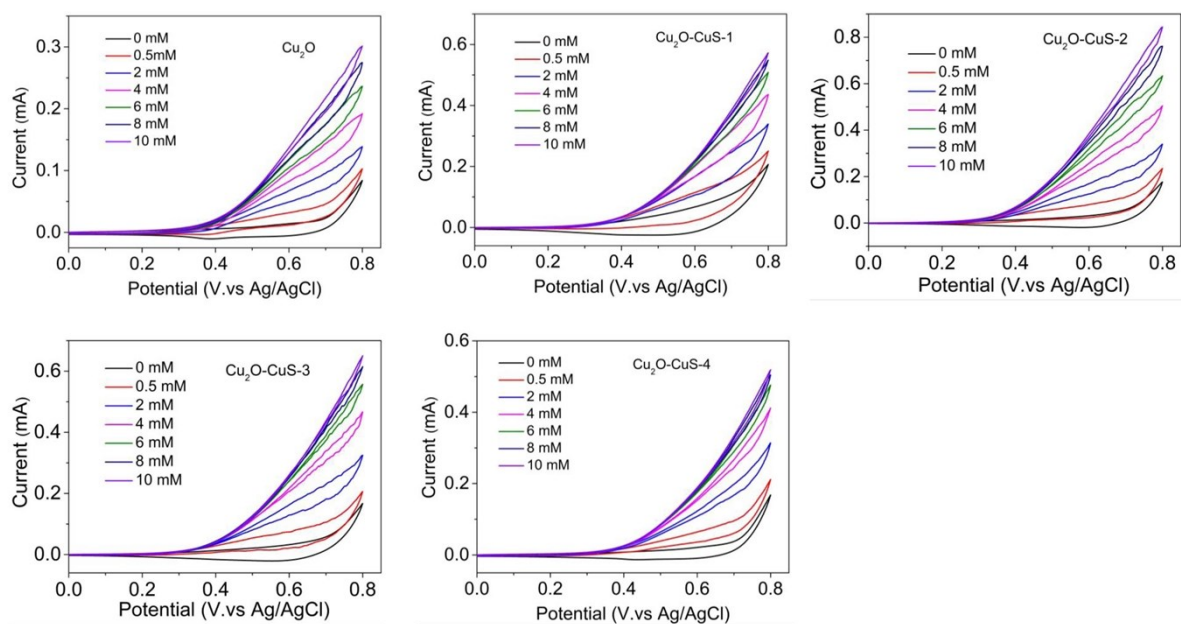 Cu₂O
0 mM
0.5mM
2 mM
4 mM
6 mM
8 mM
10 mM
0.3
0.2
0.1
0.0
Current (mA)
0.0 0.2 0.4 0.6 0.8
Potential (V.vs Ag/AgCl)
Cu₂O-CuS-1
0 mM
0.5 mM
2 mM
4 mM
6 mM
8 mM
10 mM
0.6
0.4
0.2
0.0
Current (mA)
0.0 0.2 0.4 0.6 0.8
Potential (V.vs Ag/AgCl)
Cu₂O-CuS-2
0 mM
0.5 mM
2 mM
4 mM
6 mM
8 mM
10 mM
0.8
0.6
0.4
0.2
0.0
Current (mA)
0.0 0.2 0.4 0.6 0.8
Potential (V.vs Ag/AgCl)
Cu₂O-CuS-3
0 mM
0.5 mM
2 mM
4 mM
6 mM
8 mM
10 mM
0.6
0.4
0.2
0.0
Current (mA)
0.0 0.2 0.4 0.6 0.8
Potential (V.vs Ag/AgCl)
Cu₂O-CuS-4
0 mM
0.5 mM
2 mM
4 mM
6 mM
8 mM
10 mM
0.6
0.4
0.2
0.0
Current (mA)
0.0 0.2 0.4 0.6 0.8
Potential (V.vs Ag/AgCl)